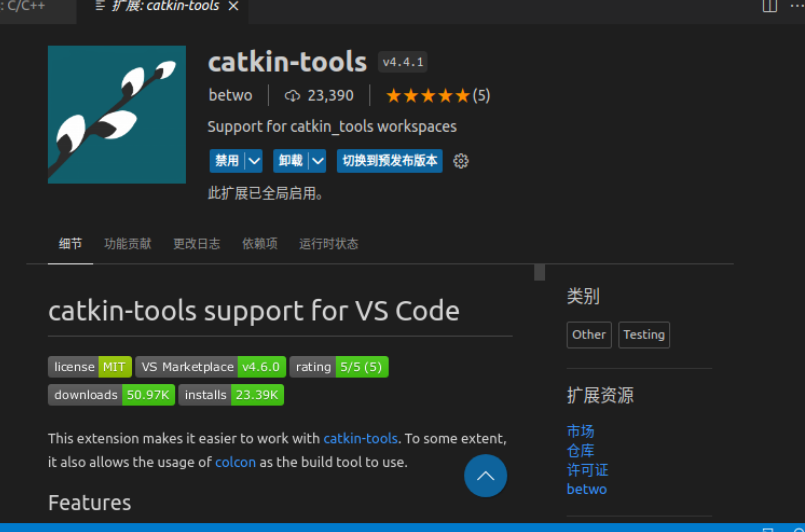 : C/C++
扩展: catkin-tools
catkin-tools v4.4.1
betwo 23,390 (5)
Support for catkin_tools workspaces
禁用 卸载 切换到预发布版本
此扩展已全局启用。
细节 功能贡献 更改日志 依赖项 运行时状态
catkin-tools support for VS Code
license MIT VS Marketplace v4.6.0 rating 5/5 (5)
downloads 50.97K installs 23.39K
This extension makes it easier to work with catkin-tools. To some extent,
it also allows the usage of colcon as the build tool to use.
Features
类别
Other Testing
扩展资源
市场
仓库
许可证
betwo